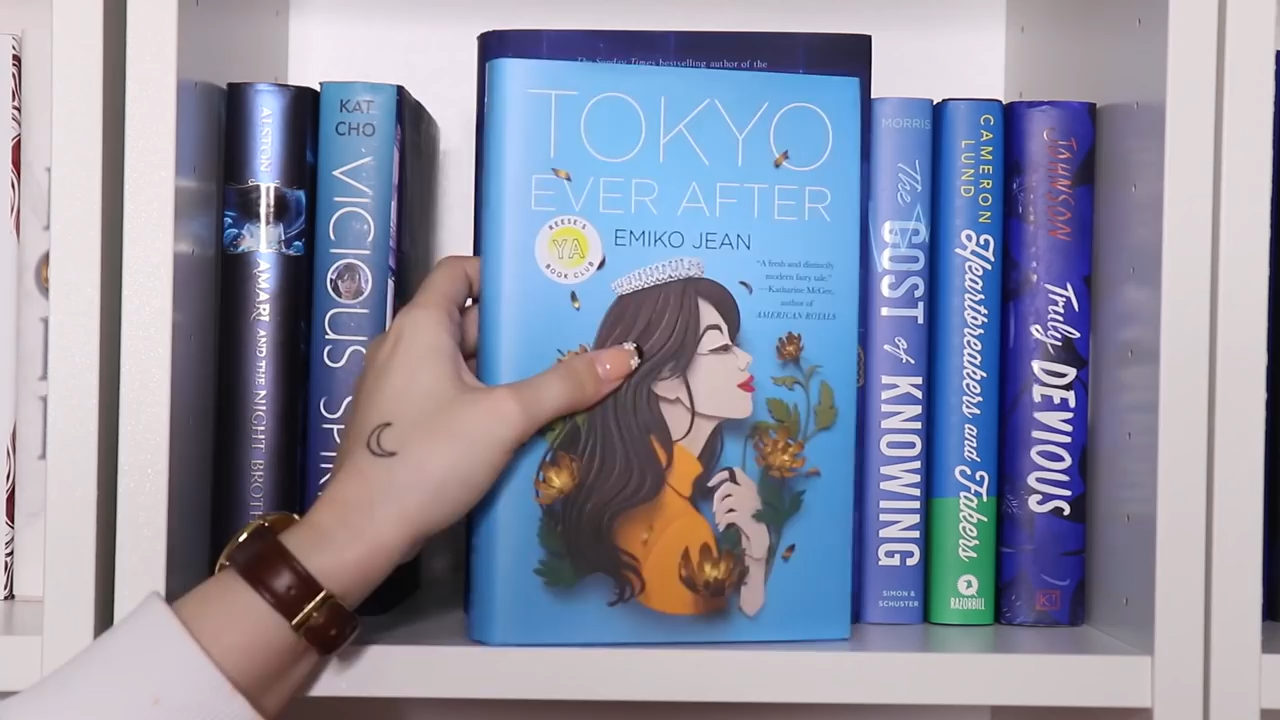 ALSTON
AMARI AND THE NIGHT BROTH
KAT
CHO
VICIOUS SPIR
The Sunday Times bestselling author of the
TOKYO
EVER AFTER
EMIKO JEAN
REESE'S
YA
BOOK CLUB
"A fresh and distinctly
modern fairy tale."
—Katharine McGee,
author of
AMERICAN ROYALS
MORRIS
The COST of KNOWING
SIMON &
SCHUSTER
CAMERON
LUND
Heartbreakers and Fakers
RAZORBILL
JOHNSON
Truly DEVIOUS